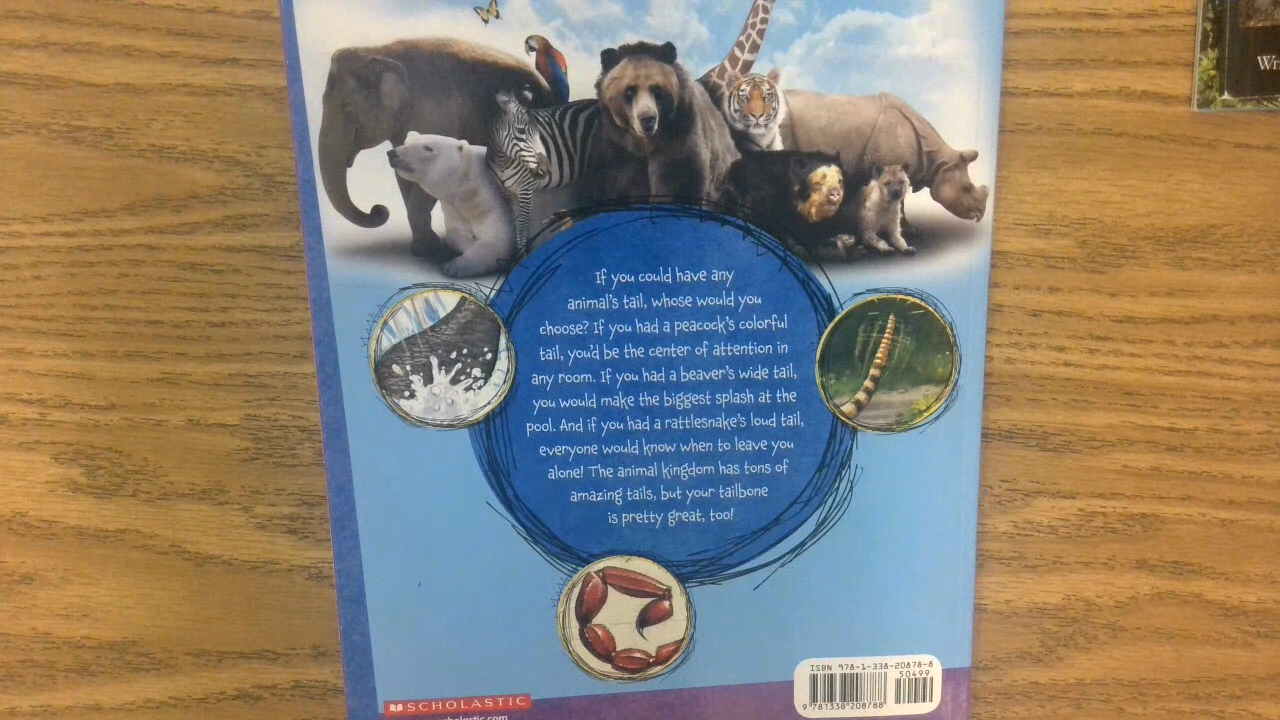 Wr
If you could have any
animal's tail, whose would you
choose? If you had a peacock's colorful
tail, you'd be the center of attention in
any room. If you had a beaver's wide tail,
you would make the biggest splash at the
pool. And if you had a rattlesnake's loud tail,
everyone would know when to leave you
alone! The animal kingdom has tons of
amazing tails, but your tailbone
is pretty great, too!
ISBN 978-1-338-20878-8
50499
9 781338 208788
SCHOLASTIC
scholastic.com